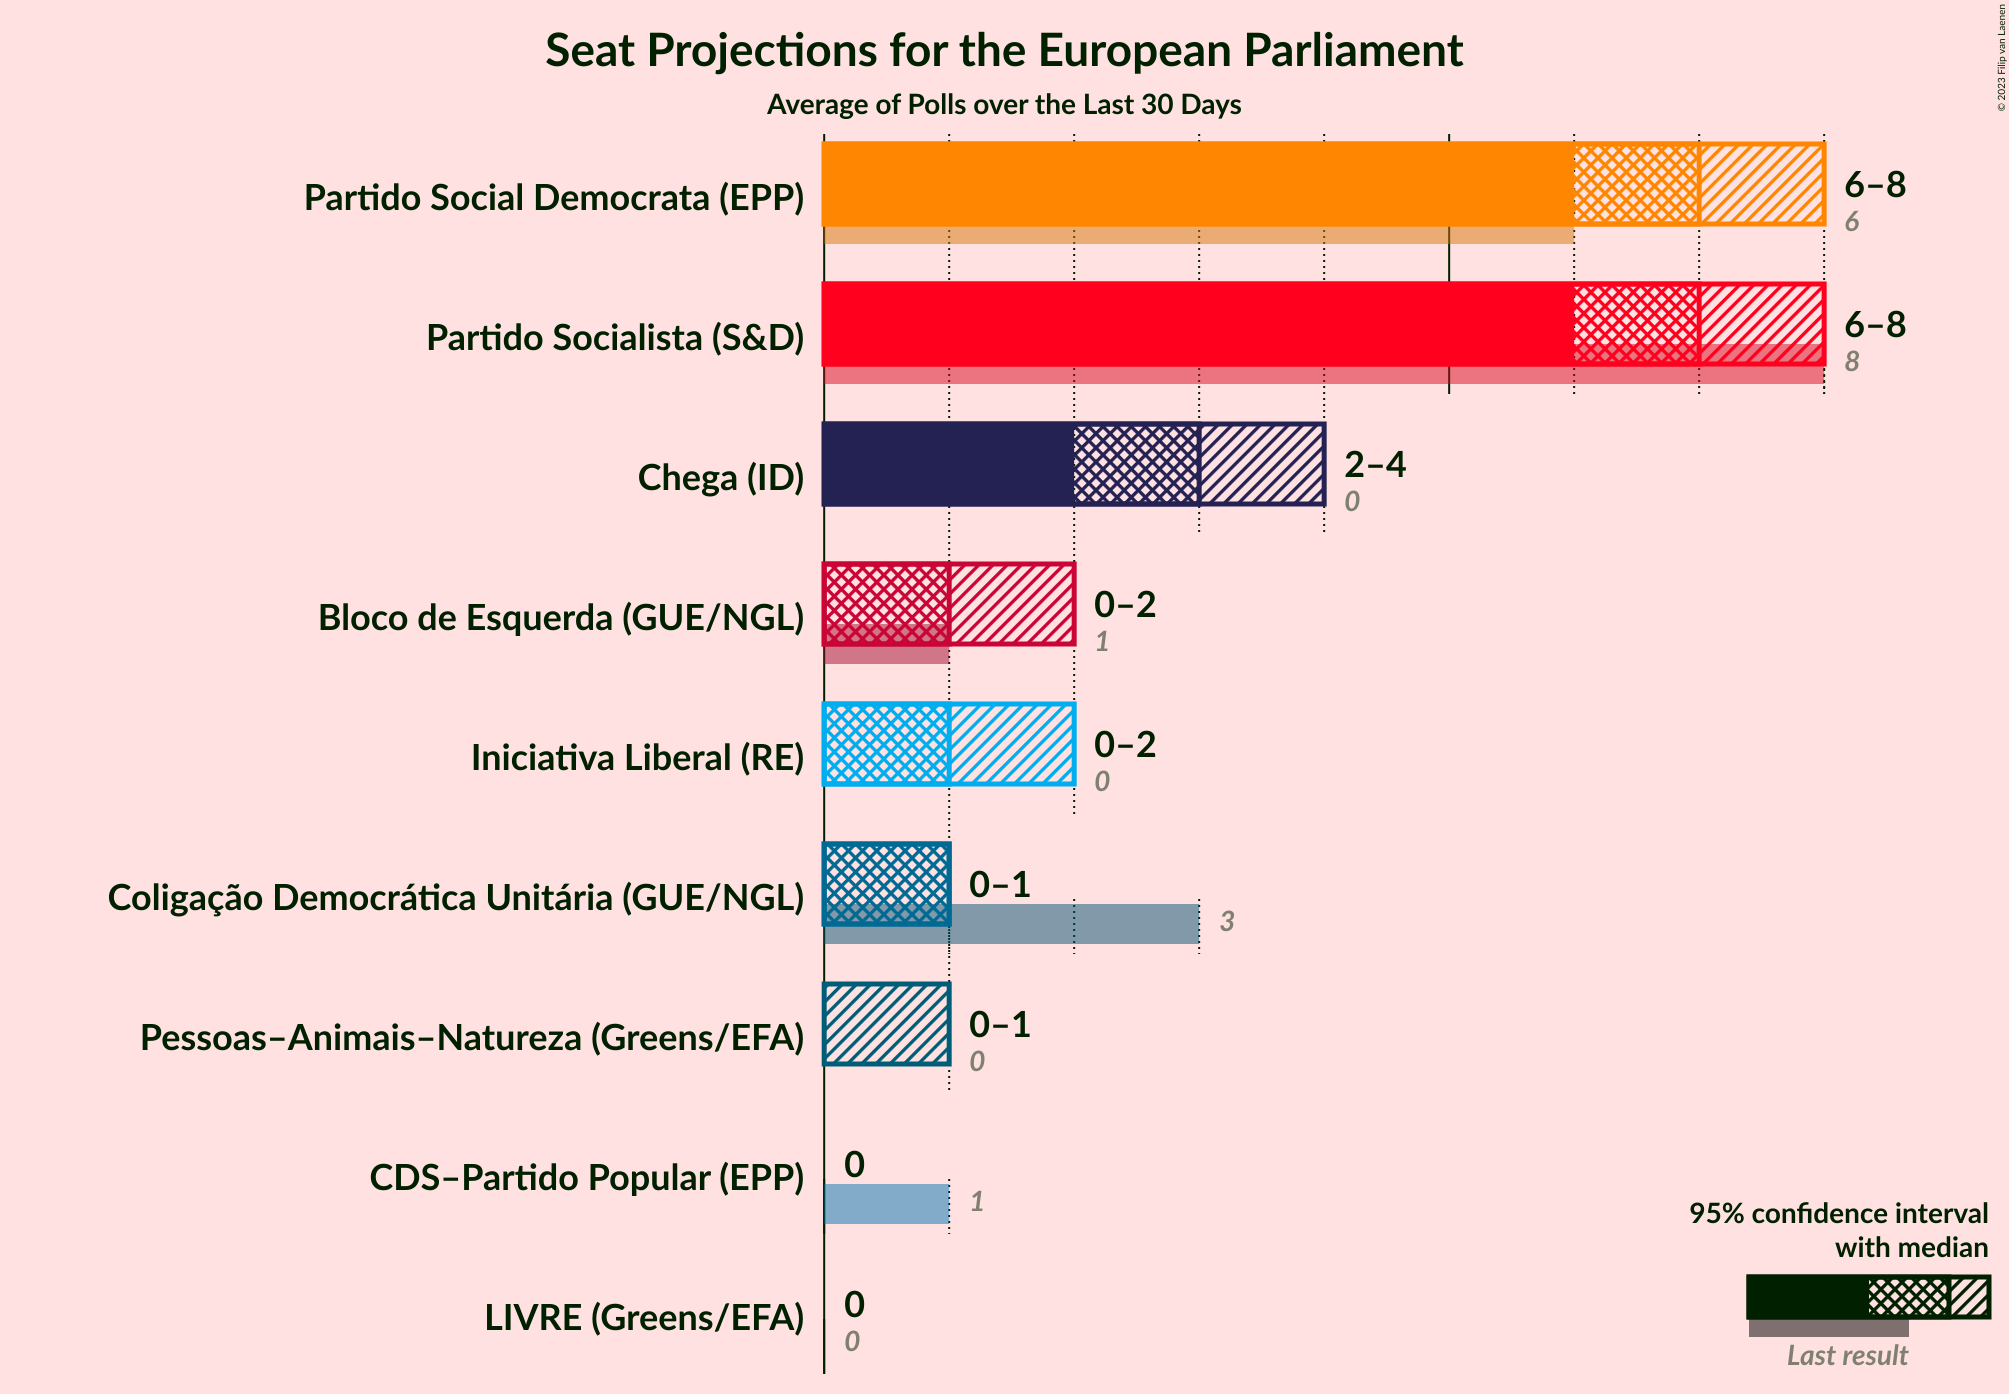 Seat Projections for the European Parliament
Average of Polls over the Last 30 Days
© 2023 Filip van Laenen
Partido Social Democrata (EPP)
6–8
6
Partido Socialista (S&D)
6–8
8
Chega (ID)
2–4
0
Bloco de Esquerda (GUE/NGL)
0–2
1
Iniciativa Liberal (RE)
0–2
0
Coligação Democrática Unitária (GUE/NGL)
0–1
3
Pessoas–Animais–Natureza (Greens/EFA)
0–1
0
CDS–Partido Popular (EPP)
0
1
LIVRE (Greens/EFA)
0
0
95% confidence interval
with median
Last result